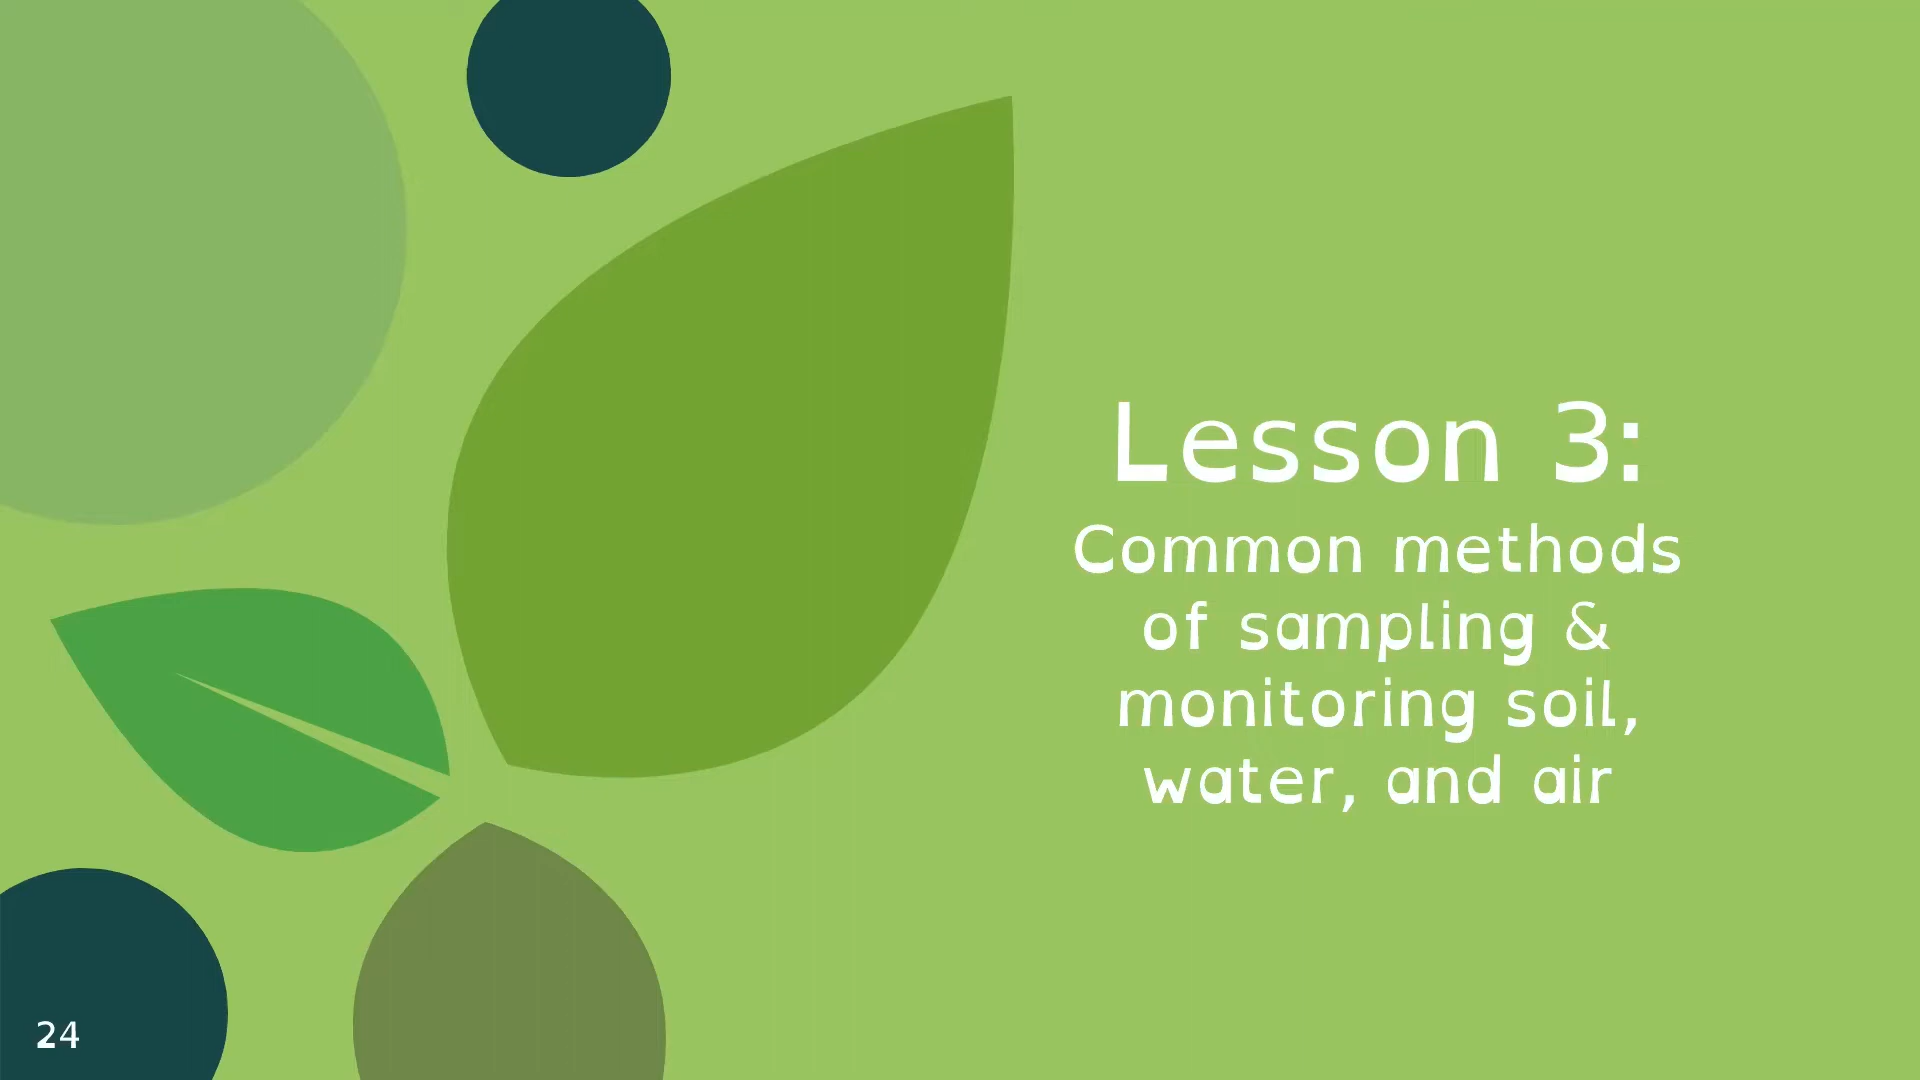 Lesson 3:
Common methods
of sampling &
monitoring soil,
water, and air
24